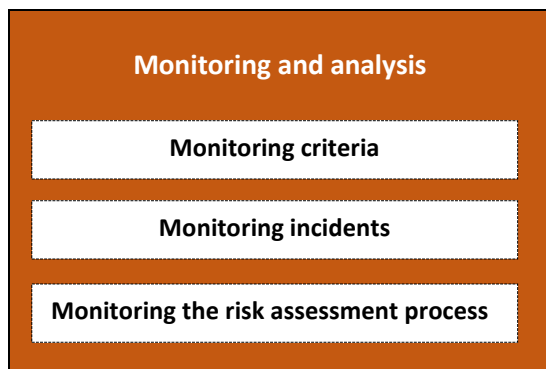 Monitoring and analysis
Monitoring criteria
Monitoring incidents
Monitoring the risk assessment process